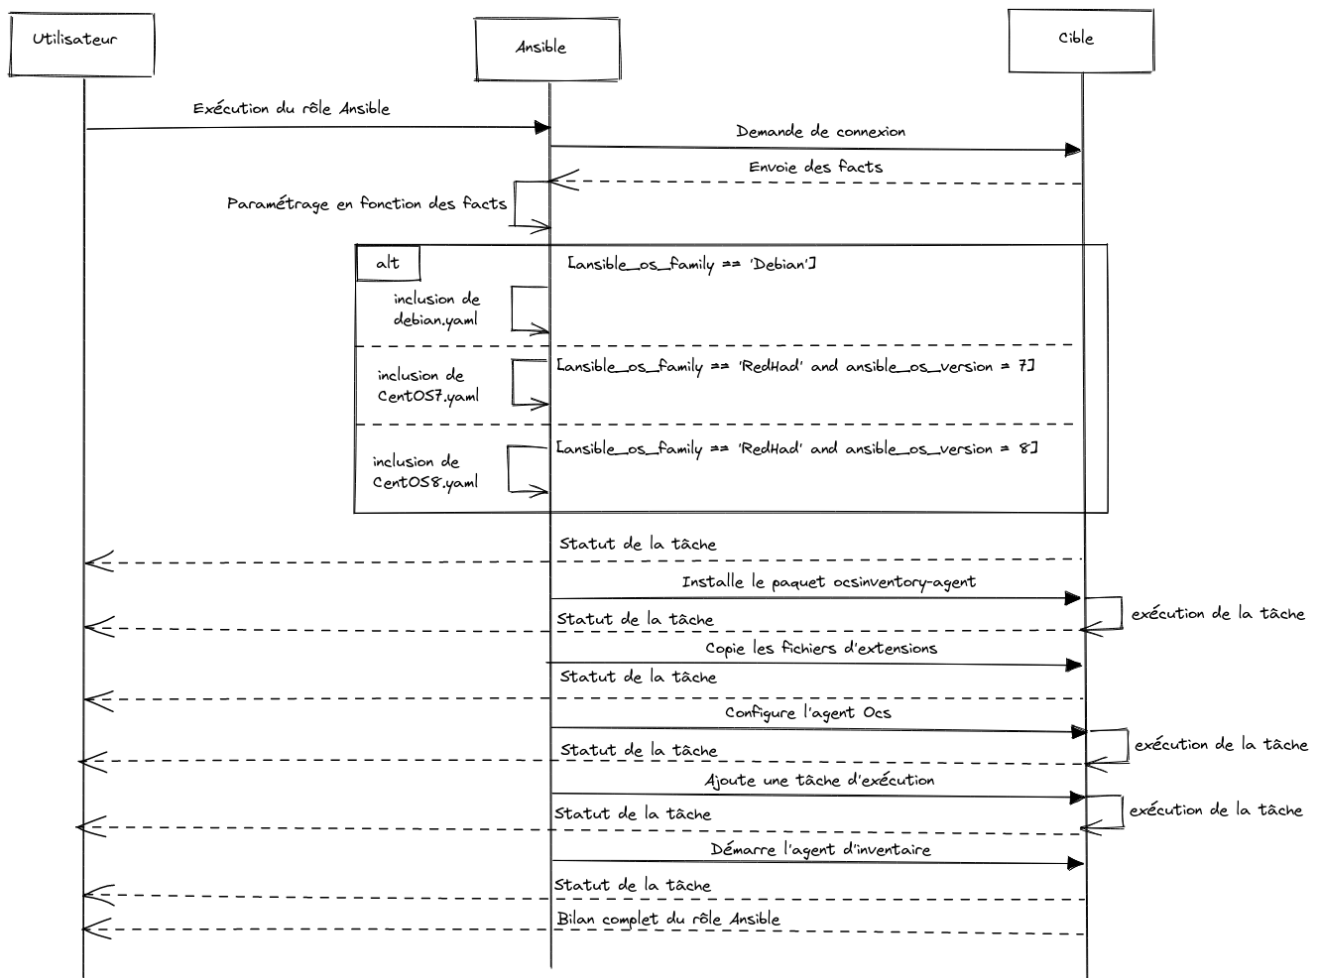 Utilisateur
Ansible
Cible
Exécution du rôle Ansible
Demande de connexion
Envoie des facts
Paramétrage en fonction des facts
alt
[ansible_os_family == 'Debian']
inclusion de
debian.yaml
[ansible_os_family == 'RedHad' and ansible_os_version = 7]
inclusion de
CentOS7.yaml
[ansible_os_family == 'RedHad' and ansible_os_version = 8]
inclusion de
CentOS8.yaml
Statut de la tâche
Installe le paquet ocsinventory-agent
exécution de la tâche
Statut de la tâche
Copie les fichiers d'extensions
Statut de la tâche
Configure l'agent Ocs
exécution de la tâche
Statut de la tâche
Ajoute une tâche d'exécution
exécution de la tâche
Statut de la tâche
Démarre l'agent d'inventaire
Statut de la tâche
Bilan complet du rôle Ansible